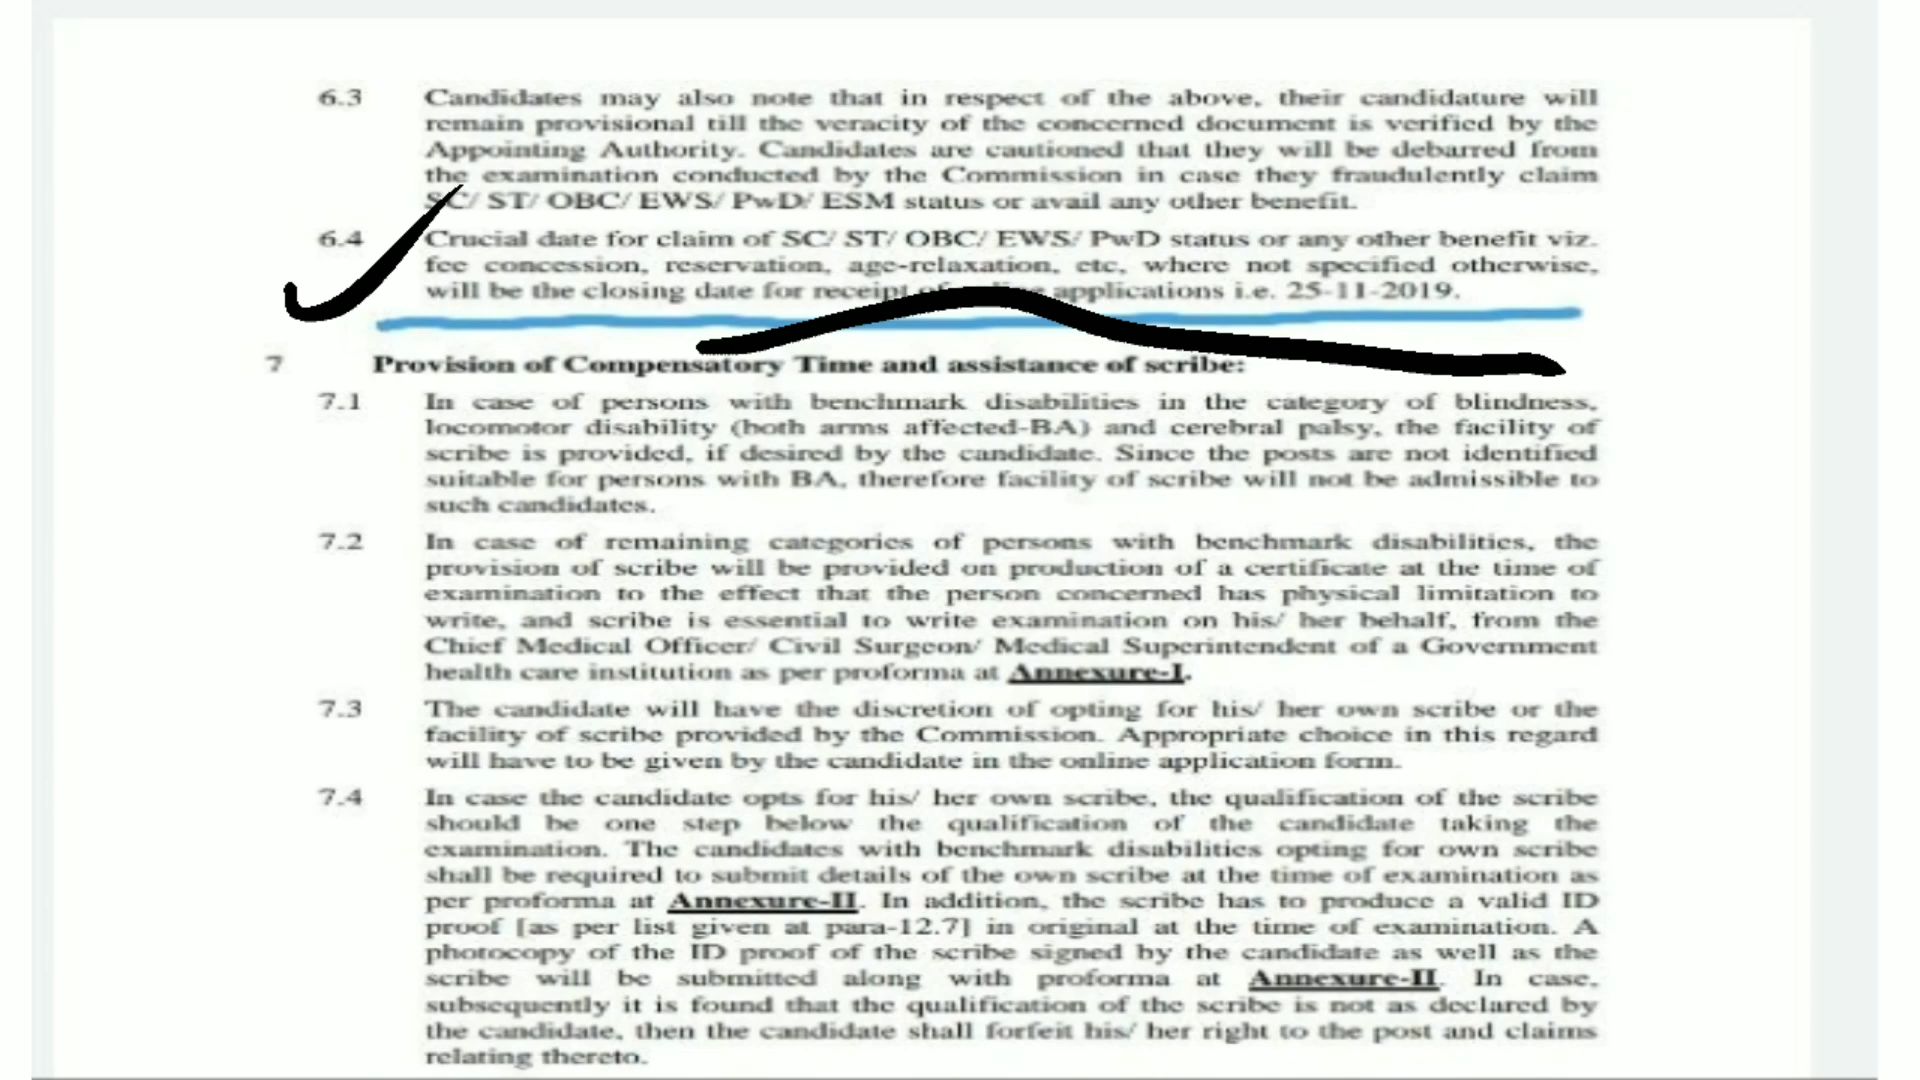 6.3 Candidates may also note that in respect of the above, their candidature will
remain provisional till the veracity of the concerned document is verified by the
Appointing Authority. Candidates are cautioned that they will be debarred from
the examination conducted by the Commission in case they fraudulently claim
SC/ ST/ OBC/ EWS/ PwD/ ESM status or avail any other benefit.
6.4 Crucial date for claim of SC/ ST/ OBC/ EWS/ PwD status or any other benefit viz.
fee concession, reservation, age-relaxation, etc, where not specified otherwise,
will be the closing date for receipt of applications i.e. 25-11-2019.
7 Provision of Compensatory Time and assistance of scribe:
7.1 In case of persons with benchmark disabilities in the category of blindness,
locomotor disability (both arms affected-BA) and cerebral palsy, the facility of
scribe is provided, if desired by the candidate. Since the posts are not identified
suitable for persons with BA, therefore facility of scribe will not be admissible to
such candidates.
7.2 In case of remaining categories of persons with benchmark disabilities, the
provision of scribe will be provided on production of a certificate at the time of
examination to the effect that the person concerned has physical limitation to
write, and scribe is essential to write examination on his/ her behalf, from the
Chief Medical Officer/ Civil Surgeon/ Medical Superintendent of a Government
health care institution as per proforma at Annexure-I.
7.3 The candidate will have the discretion of opting for his/ her own scribe or the
facility of scribe provided by the Commission. Appropriate choice in this regard
will have to be given by the candidate in the online application form.
7.4 In case the candidate opts for his/ her own scribe, the qualification of the scribe
should be one step below the qualification of the candidate taking the
examination. The candidates with benchmark disabilities opting for own scribe
shall be required to submit details of the own scribe at the time of examination as
per proforma at Annexure-II. In addition, the scribe has to produce a valid ID
proof [as per list given at para-12.7] in original at the time of examination. A
photocopy of the ID proof of the scribe signed by the candidate as well as the
scribe will be submitted along with proforma at Annexure-II. In case,
subsequently it is found that the qualification of the scribe is not as declared by
the candidate, then the candidate shall forfeit his/ her right to the post and claims
relating thereto.